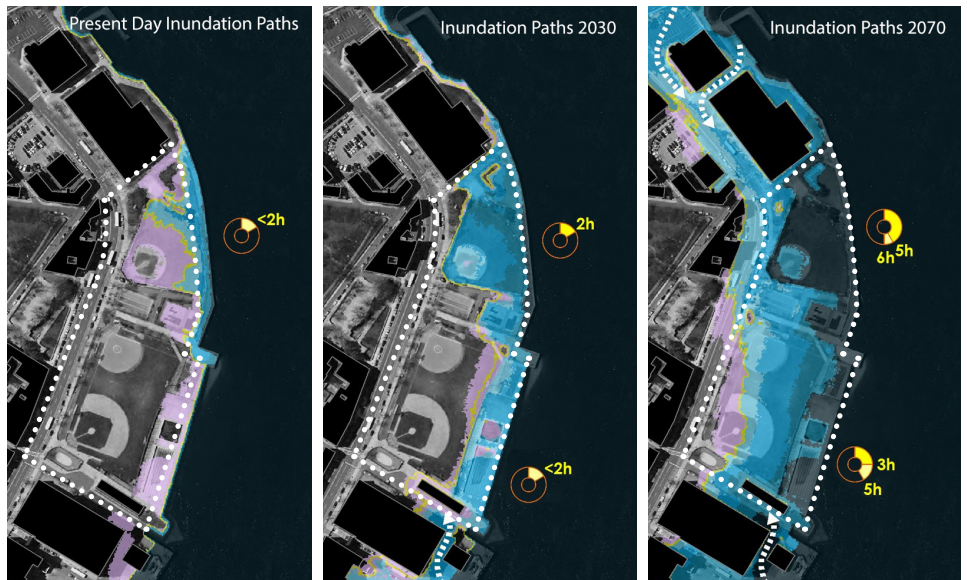 Present Day Inundation Paths
<2h
Inundation Paths 2030
2h
<2h
Inundation Paths 2070
5h
6h
3h
5h